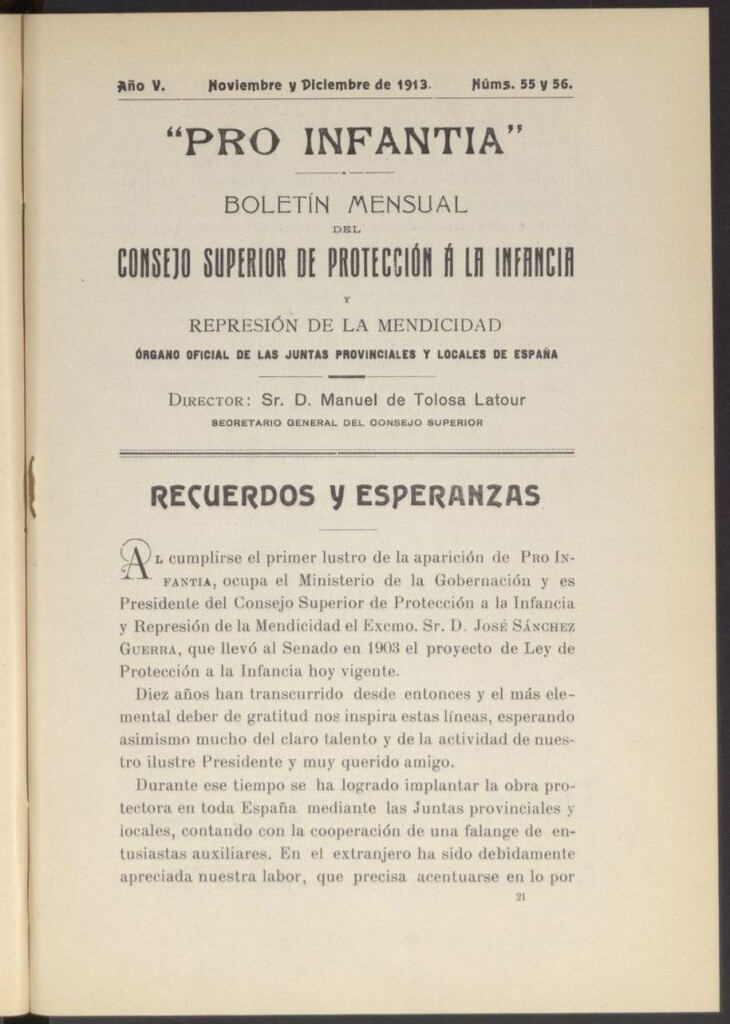 Año V. Noviembre y Diciembre de 1913. Núms. 55 y 56.
“PRO INFANTIA”
BOLETÍN MENSUAL
DEL
CONSEJO SUPERIOR DE PROTECCIÓN Á LA INFANCIA
Y
REPRESIÓN DE LA MENDICIDAD
ÓRGANO OFICIAL DE LAS JUNTAS PROVINCIALES Y LOCALES DE ESPAÑA
DIRECTOR: Sr. D. Manuel de Tolosa Latour
SECRETARIO GENERAL DEL CONSEJO SUPERIOR
RECUERDOS Y ESPERANZAS
AL cumplirse el primer lustro de la aparición de PRO IN-
FANTIA, ocupa el Ministerio de la Gobernación y es
Presidente del Consejo Superior de Protección a la Infancia
y Represión de la Mendicidad el Excmo. Sr. D. JOSÉ SÁNCHEZ
GUERRA, que llevó al Senado en 1903 el proyecto de Ley de
Protección a la Infancia hoy vigente.
Diez años han transcurrido desde entonces y el más ele-
mental deber de gratitud nos inspira estas líneas, esperando
asimismo mucho del claro talento y de la actividad de nues-
tro ilustre Presidente y muy querido amigo.
Durante ese tiempo se ha logrado implantar la obra pro-
tectora en toda España mediante las Juntas provinciales y
locales, contando con la cooperación de una falange de en-
tusiastas auxiliares. En el extranjero ha sido debidamente
apreciada nuestra labor, que precisa acentuarse en lo por
21